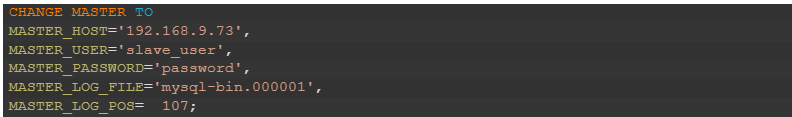 CHANGE MASTER TO
MASTER_HOST='192.168.9.73',
MASTER_USER='slave_user',
MASTER_PASSWORD='password',
MASTER_LOG_FILE='mysql-bin.000001',
MASTER_LOG_POS=  107;